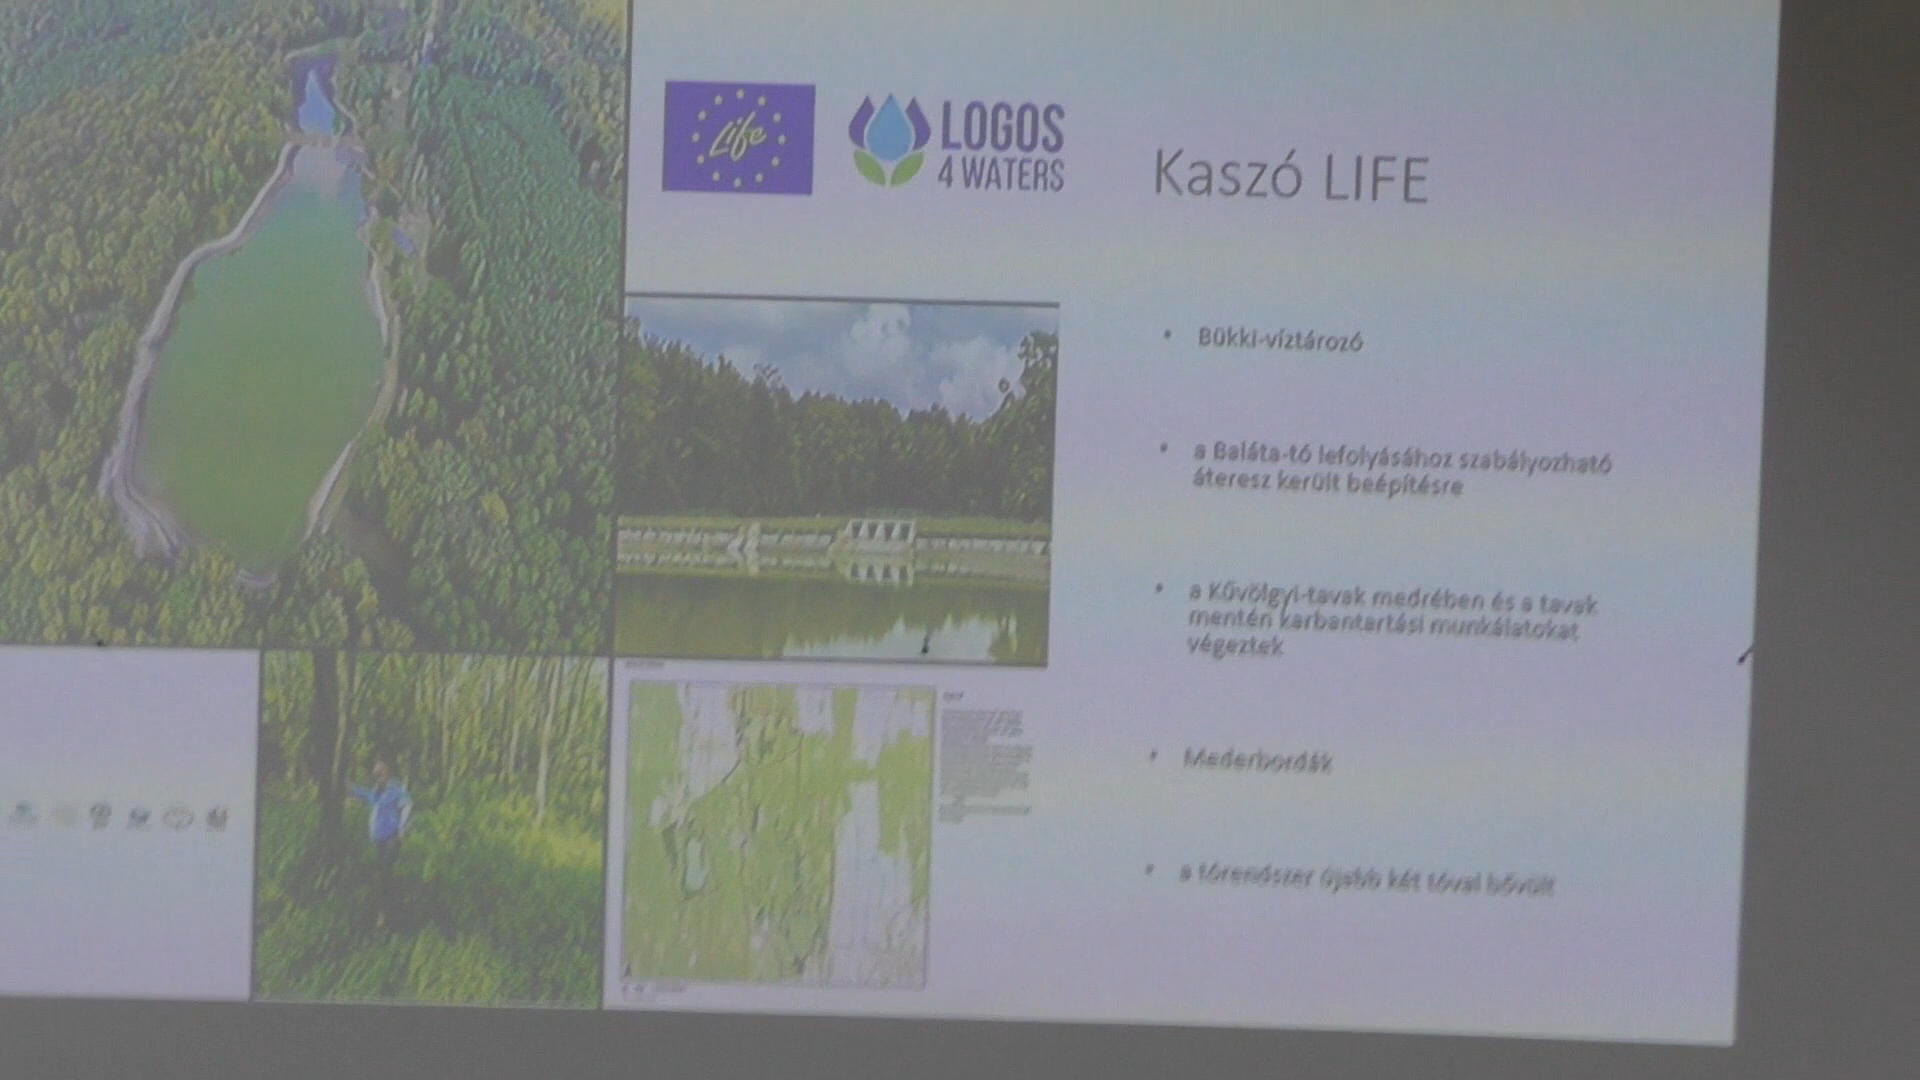 Life
LOGOS
4 WATERS
Kaszó LIFE
• Bükki-víztározó
• a Baláta-tó lefolyásához szabályozható
áteresz került beépítésre
• a Kűvölgyi-tavak medrében és a tavak
mentén karbantartási munkálatokat
végeztek
• Mederbordák
• a tórendszer újabb két tóval bővült